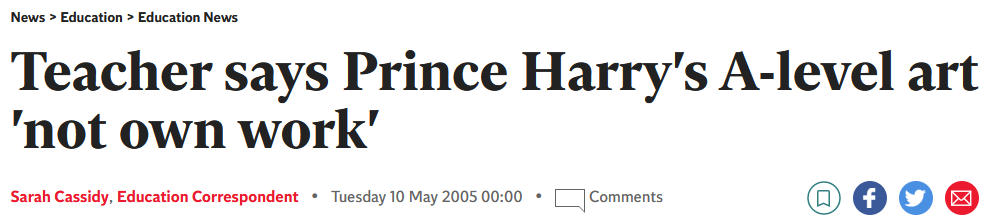 News > Education > Education News
Teacher says Prince Harry's A-level art
'not own work'
Sarah Cassidy, Education Correspondent • Tuesday 10 May 2005 00:00 • Comments